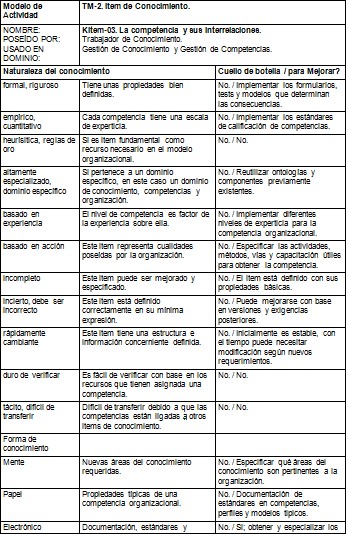 Modelo de TM-2. Item de Conocimiento.
Actividad
NOMBRE: KItem-03. La competencia y sus interrelaciones.
POSEÍDO POR: Trabajador de Conocimiento.
USADO EN Gestión de Conocimiento y Gestión de Competencias.
DOMINIO:
Naturaleza del conocimiento Cuello de botella / para Mejorar?
formal, riguroso Tiene unas propiedades bien No. / Implementar los formularios,
definidas. tests y modelos que determinan
las consecuencias.
empírico, Cada competencia tiene una escala No. / Implementar los estándares
cuantitativo de experticia. de calificación de competencias.
heurística, reglas de Si es item fundamental como No. / No.
oro recurso necesario en el modelo
organizacional.
altamente Si pertenece a un dominio No. / Reutilizar ontologías y
especializado, específico, en este caso un dominio componentes previamente
dominio específico de conocimiento, competencias y existentes.
organización.
basado en El nivel de competencia es factor de No. / Implementar diferentes
experiencia la experiencia sobre ella. niveles de experticia para la
competencia organizacional.
basado en acción Este item representa cualidades No. / Especificar las actividades,
poseídas por la organización. métodos, vías y capacitación útiles
para obtener la competencia.
Incompleto Este item puede ser mejorado y No. / El item está definido con sus
especificado. propiedades básicas.
Incierto, debe ser Este item está definido No. / Puede mejorarse con base
incorrecto correctamente en su mínima en versiones y exigencias
expresión. posteriores.
rápidamente Este item tiene una estructura e No. / Inicialmente es estable, con
cambiante información concerniente definida. el tiempo puede necesitar
modificación según nuevos
requerimientos.
duro de verificar Es fácil de verificar con base en los No. / No.
recursos que tienen asignada una
competencia.
tácito, difícil de Difícil de transferir debido a que las No. / No.
transferir competencias están ligadas a otros
items de conocimiento.
Forma de
conocimiento
Mente Nuevas áreas del conocimiento No. / Especificar qué áreas del
requeridas. conocimiento son pertinentes a la
organización.
Papel Propiedades típicas de una No. / Documentación de
competencia organizacional. estándares en competencias,
perfiles y modelos típicos.
Electrónico Documentación, estándares y No. / Si; obtener y especializar los